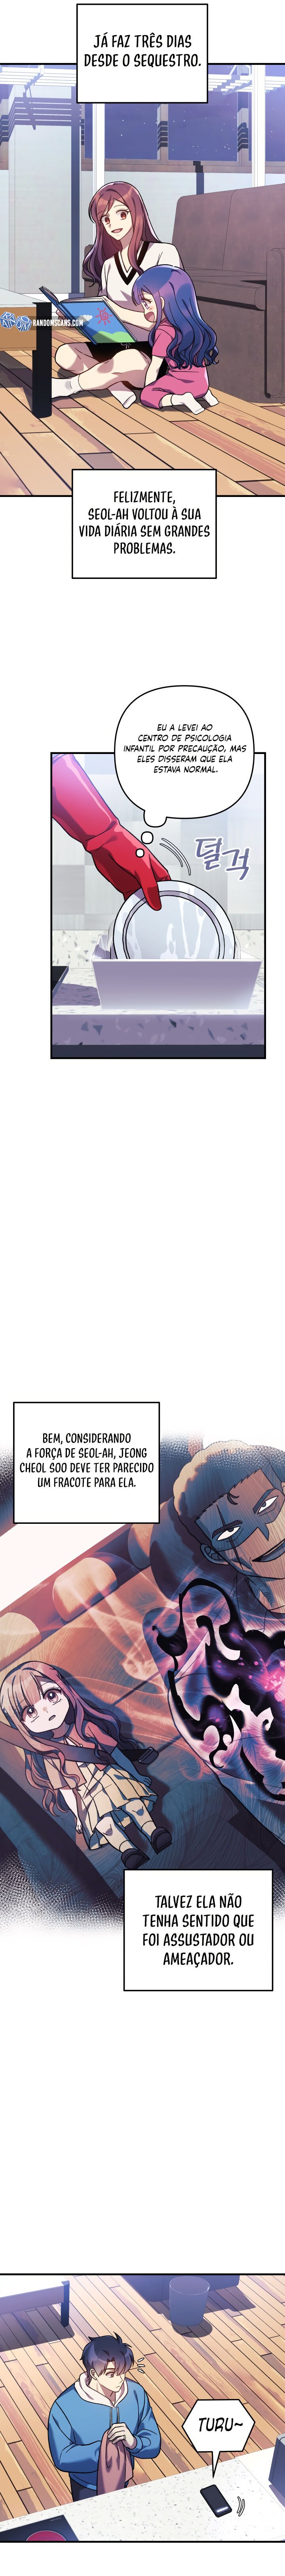 JÁ FAZ TRÊS DIAS
DESDE O SEQUESTRO.
RANDOMSCANS.COM
FELIZMENTE,
SEOL-AH VOLTOU À SUA
VIDA DIÁRIA SEM GRANDES
PROBLEMAS.
EU A LEVEI AO
CENTRO DE PSICOLOGIA
INFANTIL POR PRECAUÇÃO, MAS
ELES DISSERAM QUE ELA
ESTAVA NORMAL.
덜걱
BEM, CONSIDERANDO
A FORÇA DE SEOL-AH, JEONG
CHEOL SOO DEVE TER PARECIDO
UM FRACOTE PARA ELA.
TALVEZ ELA NÃO
TENHA SENTIDO QUE
FOI ASSUSTADOR OU
AMEAÇADOR.
TURU~